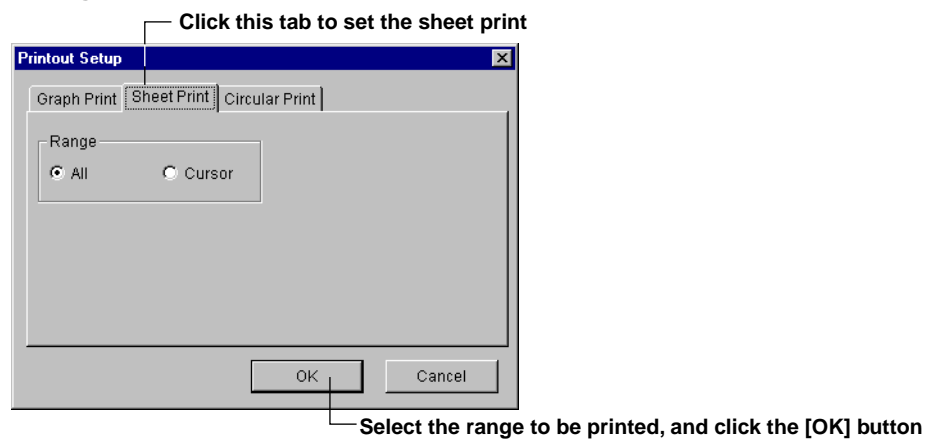 Click this tab to set the sheet print
Printout Setup
Graph Print Sheet Print Circular Print
Range
All Cursor
OK Cancel
Select the range to be printed, and click the [OK] button